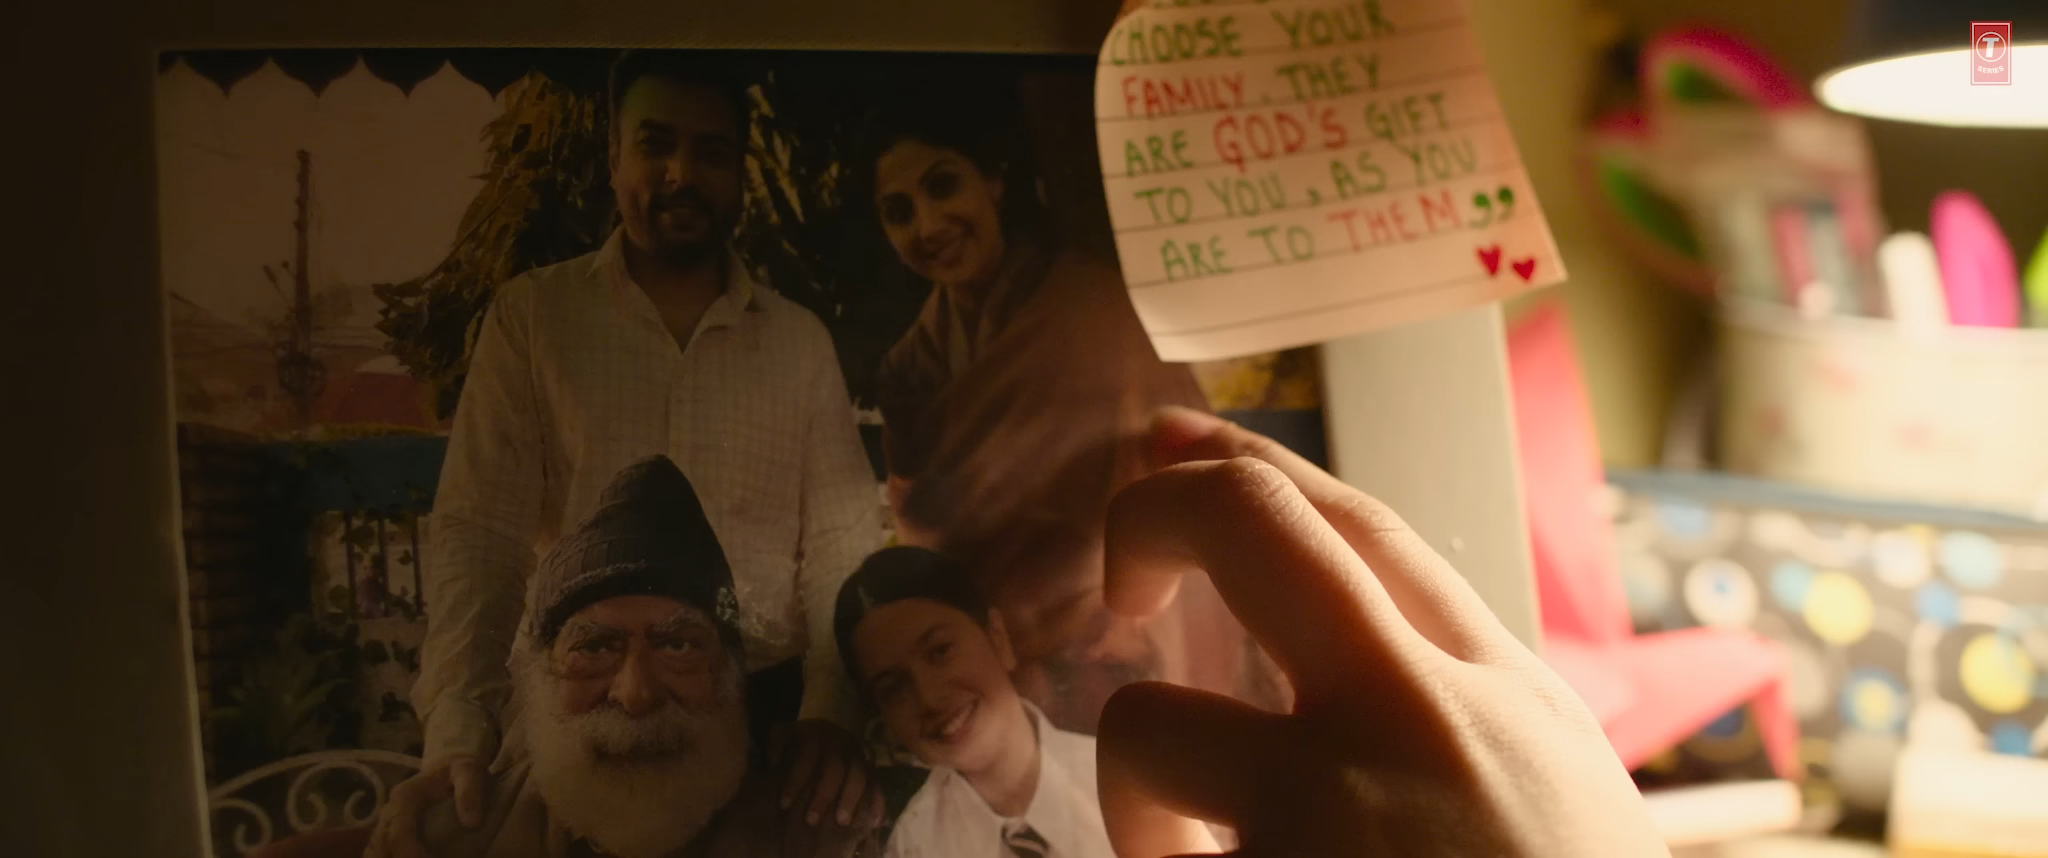 CHOOSE YOUR
FAMILY. THEY
ARE GOD'S GIFT
TO YOU, AS YOU
ARE TO THEM”
T
SERIES